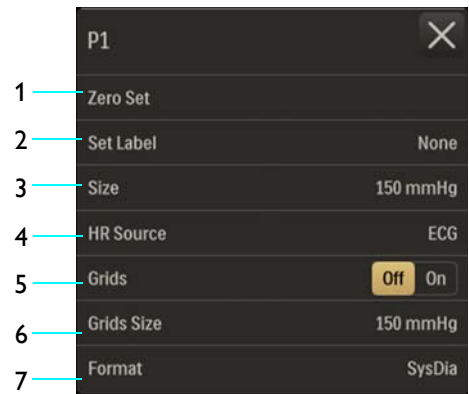 P1
1 Zero Set
2 Set Label None
3 Size 150 mmHg
4 HR Source ECG
5 Grids Off On
6 Grids Size 150 mmHg
7 Format SysDia